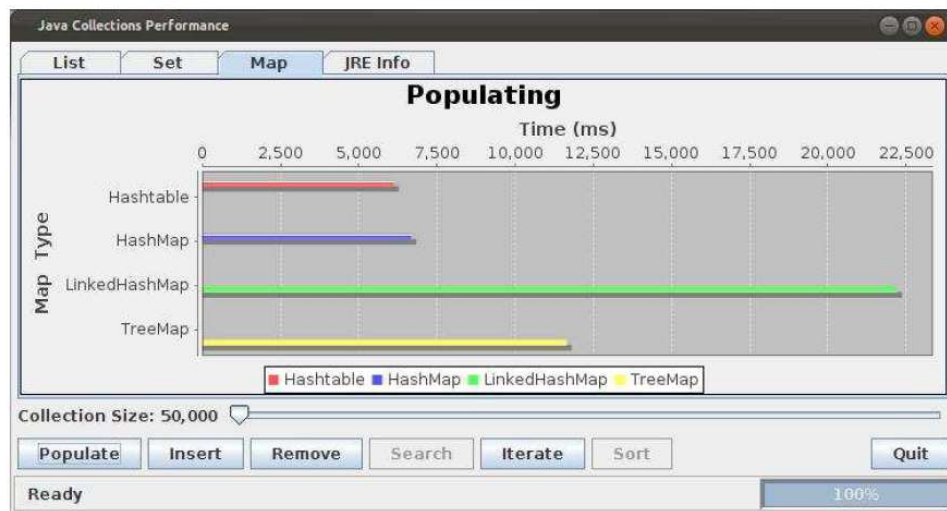 Java Collections Performance
List Set Map JRE Info
Populating
Time (ms)
0 2,500 5,000 7,500 10,000 12,500 15,000 17,500 20,000 22,500
Map Type
Hashtable
HashMap
LinkedHashMap
TreeMap
Hashtable HashMap LinkedHashMap TreeMap
Collection Size: 50,000
Populate Insert Remove Search Iterate Sort Quit
Ready 100%